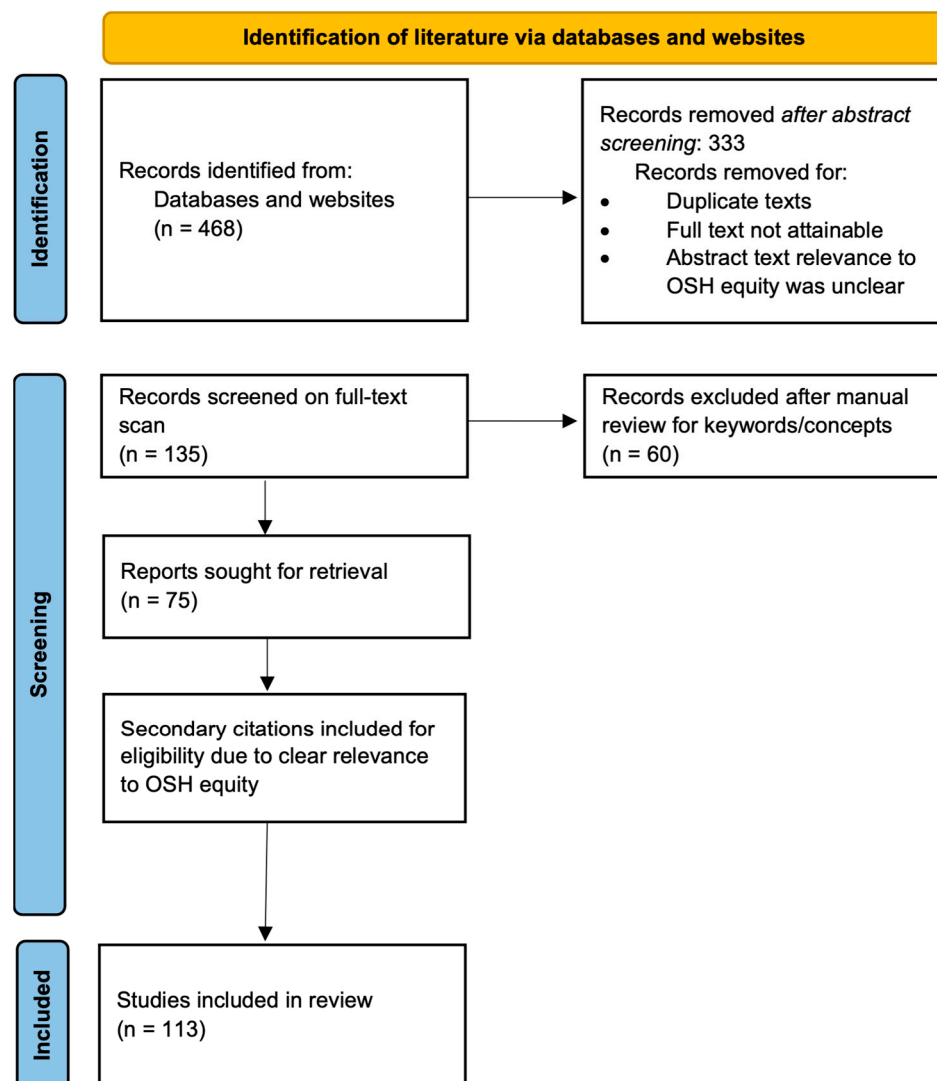 Identification of literature via databases and websites
Identification
Records identified from:
Databases and websites
(n = 468)
Records removed after abstract
screening: 333
Records removed for:
• Duplicate texts
• Full text not attainable
• Abstract text relevance to
OSH equity was unclear
Screening
Records screened on full-text
scan
(n = 135)
Records excluded after manual
review for keywords/concepts
(n = 60)
Reports sought for retrieval
(n = 75)
Secondary citations included for
eligibility due to clear relevance
to OSH equity
Included
Studies included in review
(n = 113)